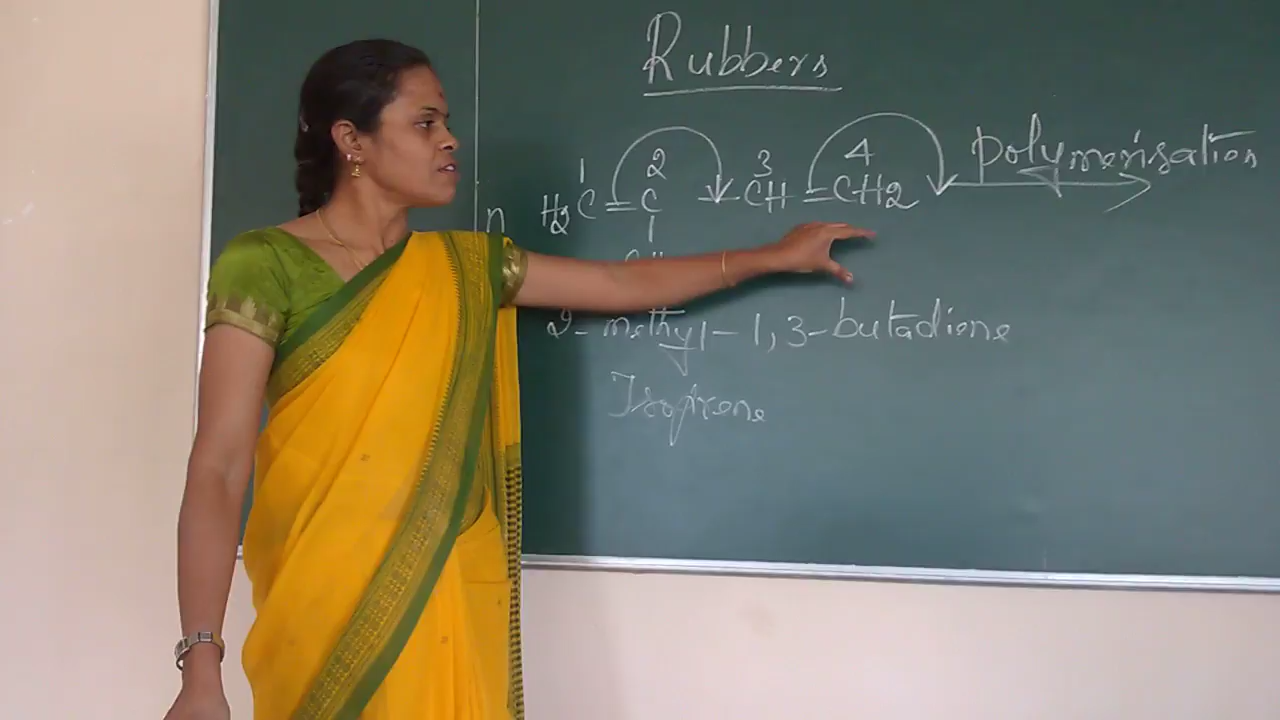 Rubbers
1 2 3 4
n H2C = C - CH = CH2 polymerisation
2-methyl-1,3-butadiene
Isoprene